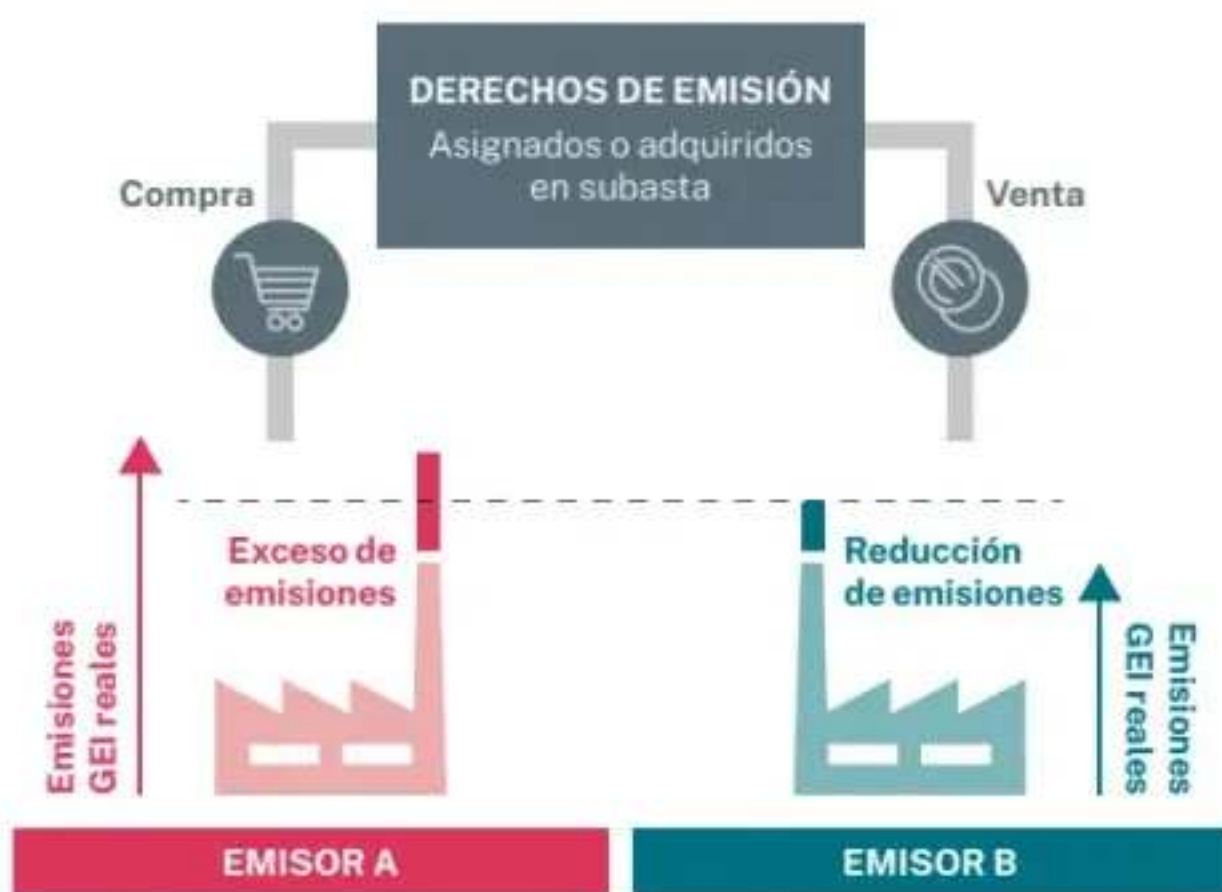 DERECHOS DE EMISIÓN
Asignados o adquiridos
en subasta
Compra
Venta
Exceso de
emisiones
Reducción
de emisiones
Emisiones
GEI reales
Emisiones
GEI reales
EMISOR A
EMISOR B